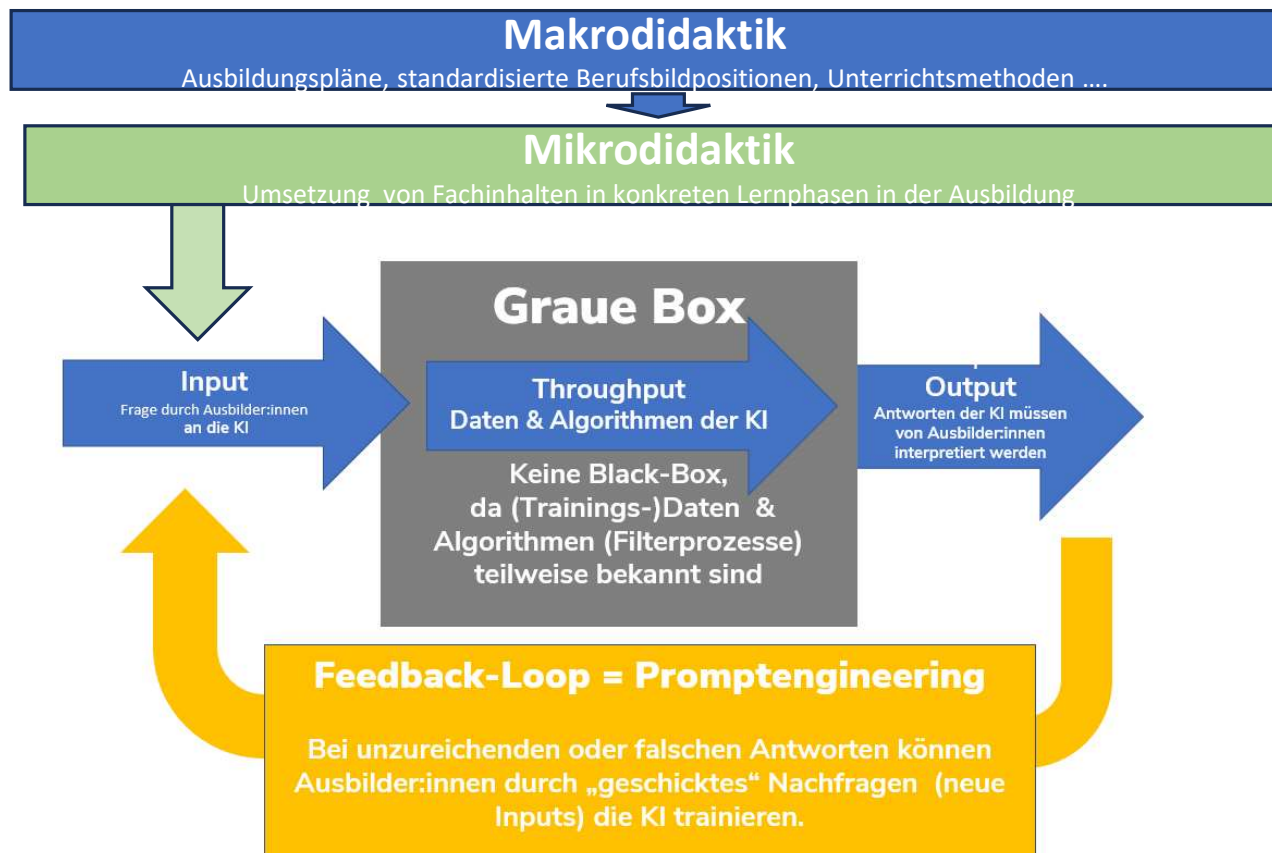 Makrodidaktik
Ausbildungspläne, standardisierte Berufsbildpositionen, Unterrichtsmethoden ....
Mikrodidaktik
Umsetzung von Fachinhalten in konkreten Lernphasen in der Ausbildung
Graue Box
Input
Frage durch Ausbilder:innen
an die KI
Throughput
Daten & Algorithmen der KI
Keine Black-Box,
da (Trainings-)Daten &
Algorithmen (Filterprozesse)
teilweise bekannt sind
Output
Antworten der KI müssen
von Ausbilder:innen
interpretiert werden
Feedback-Loop = Promptengineering
Bei unzureichenden oder falschen Antworten können
Ausbilder:innen durch „geschicktes“ Nachfragen (neue
Inputs) die KI trainieren.